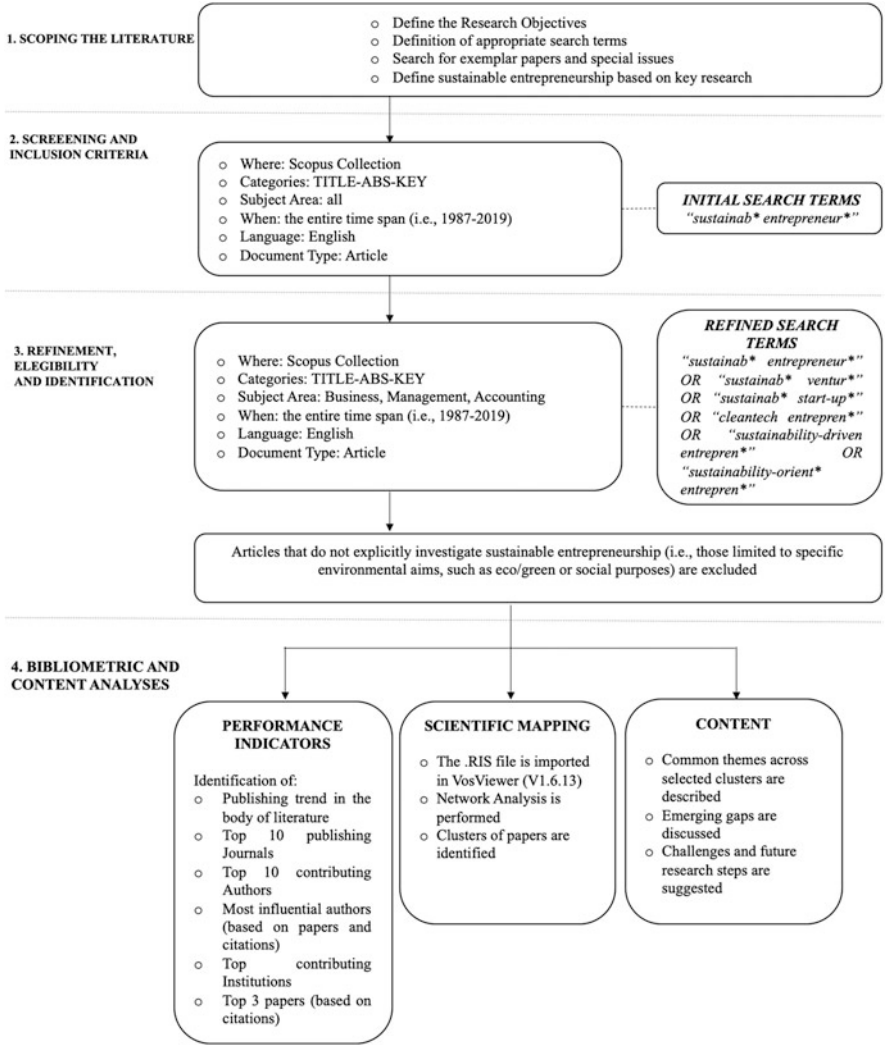 1. SCOPING THE LITERATURE
o Define the Research Objectives
o Definition of appropriate search terms
o Search for exemplar papers and special issues
o Define sustainable entrepreneurship based on key research
2. SCREEENING AND
INCLUSION CRITERIA
o Where: Scopus Collection
o Categories: TITLE-ABS-KEY
o Subject Area: all
o When: the entire time span (i.e., 1987-2019)
o Language: English
o Document Type: Article
INITIAL SEARCH TERMS
“sustainab* entrepreneur*”
3. REFINEMENT,
ELEGIBILITY
AND IDENTIFICATION
o Where: Scopus Collection
o Categories: TITLE-ABS-KEY
o Subject Area: Business, Management, Accounting
o When: the entire time span (i.e., 1987-2019)
o Language: English
o Document Type: Article
REFINED SEARCH
TERMS
“sustainab* entrepreneur*”
OR “sustainab* ventur*”
OR “sustainab* start-up*”
OR “cleantech entrepren*”
OR “sustainability-driven
entrepren*” OR
“sustainability-orient*
entrepren*”
Articles that do not explicitly investigate sustainable entrepreneurship (i.e., those limited to specific
environmental aims, such as eco/green or social purposes) are excluded
4. BIBLIOMETRIC AND
CONTENT ANALYSES
PERFORMANCE
INDICATORS
Identification of:
o Publishing trend in the
body of literature
o Top 10 publishing
Journals
o Top 10 contributing
Authors
o Most influential authors
(based on papers and
citations)
o Top contributing
Institutions
o Top 3 papers (based on
citations)
SCIENTIFIC MAPPING
o The .RIS file is imported
in VosViewer (V1.6.13)
o Network Analysis is
performed
o Clusters of papers are
identified
CONTENT
o Common themes across
selected clusters are
described
o Emerging gaps are
discussed
o Challenges and future
research steps are
suggested